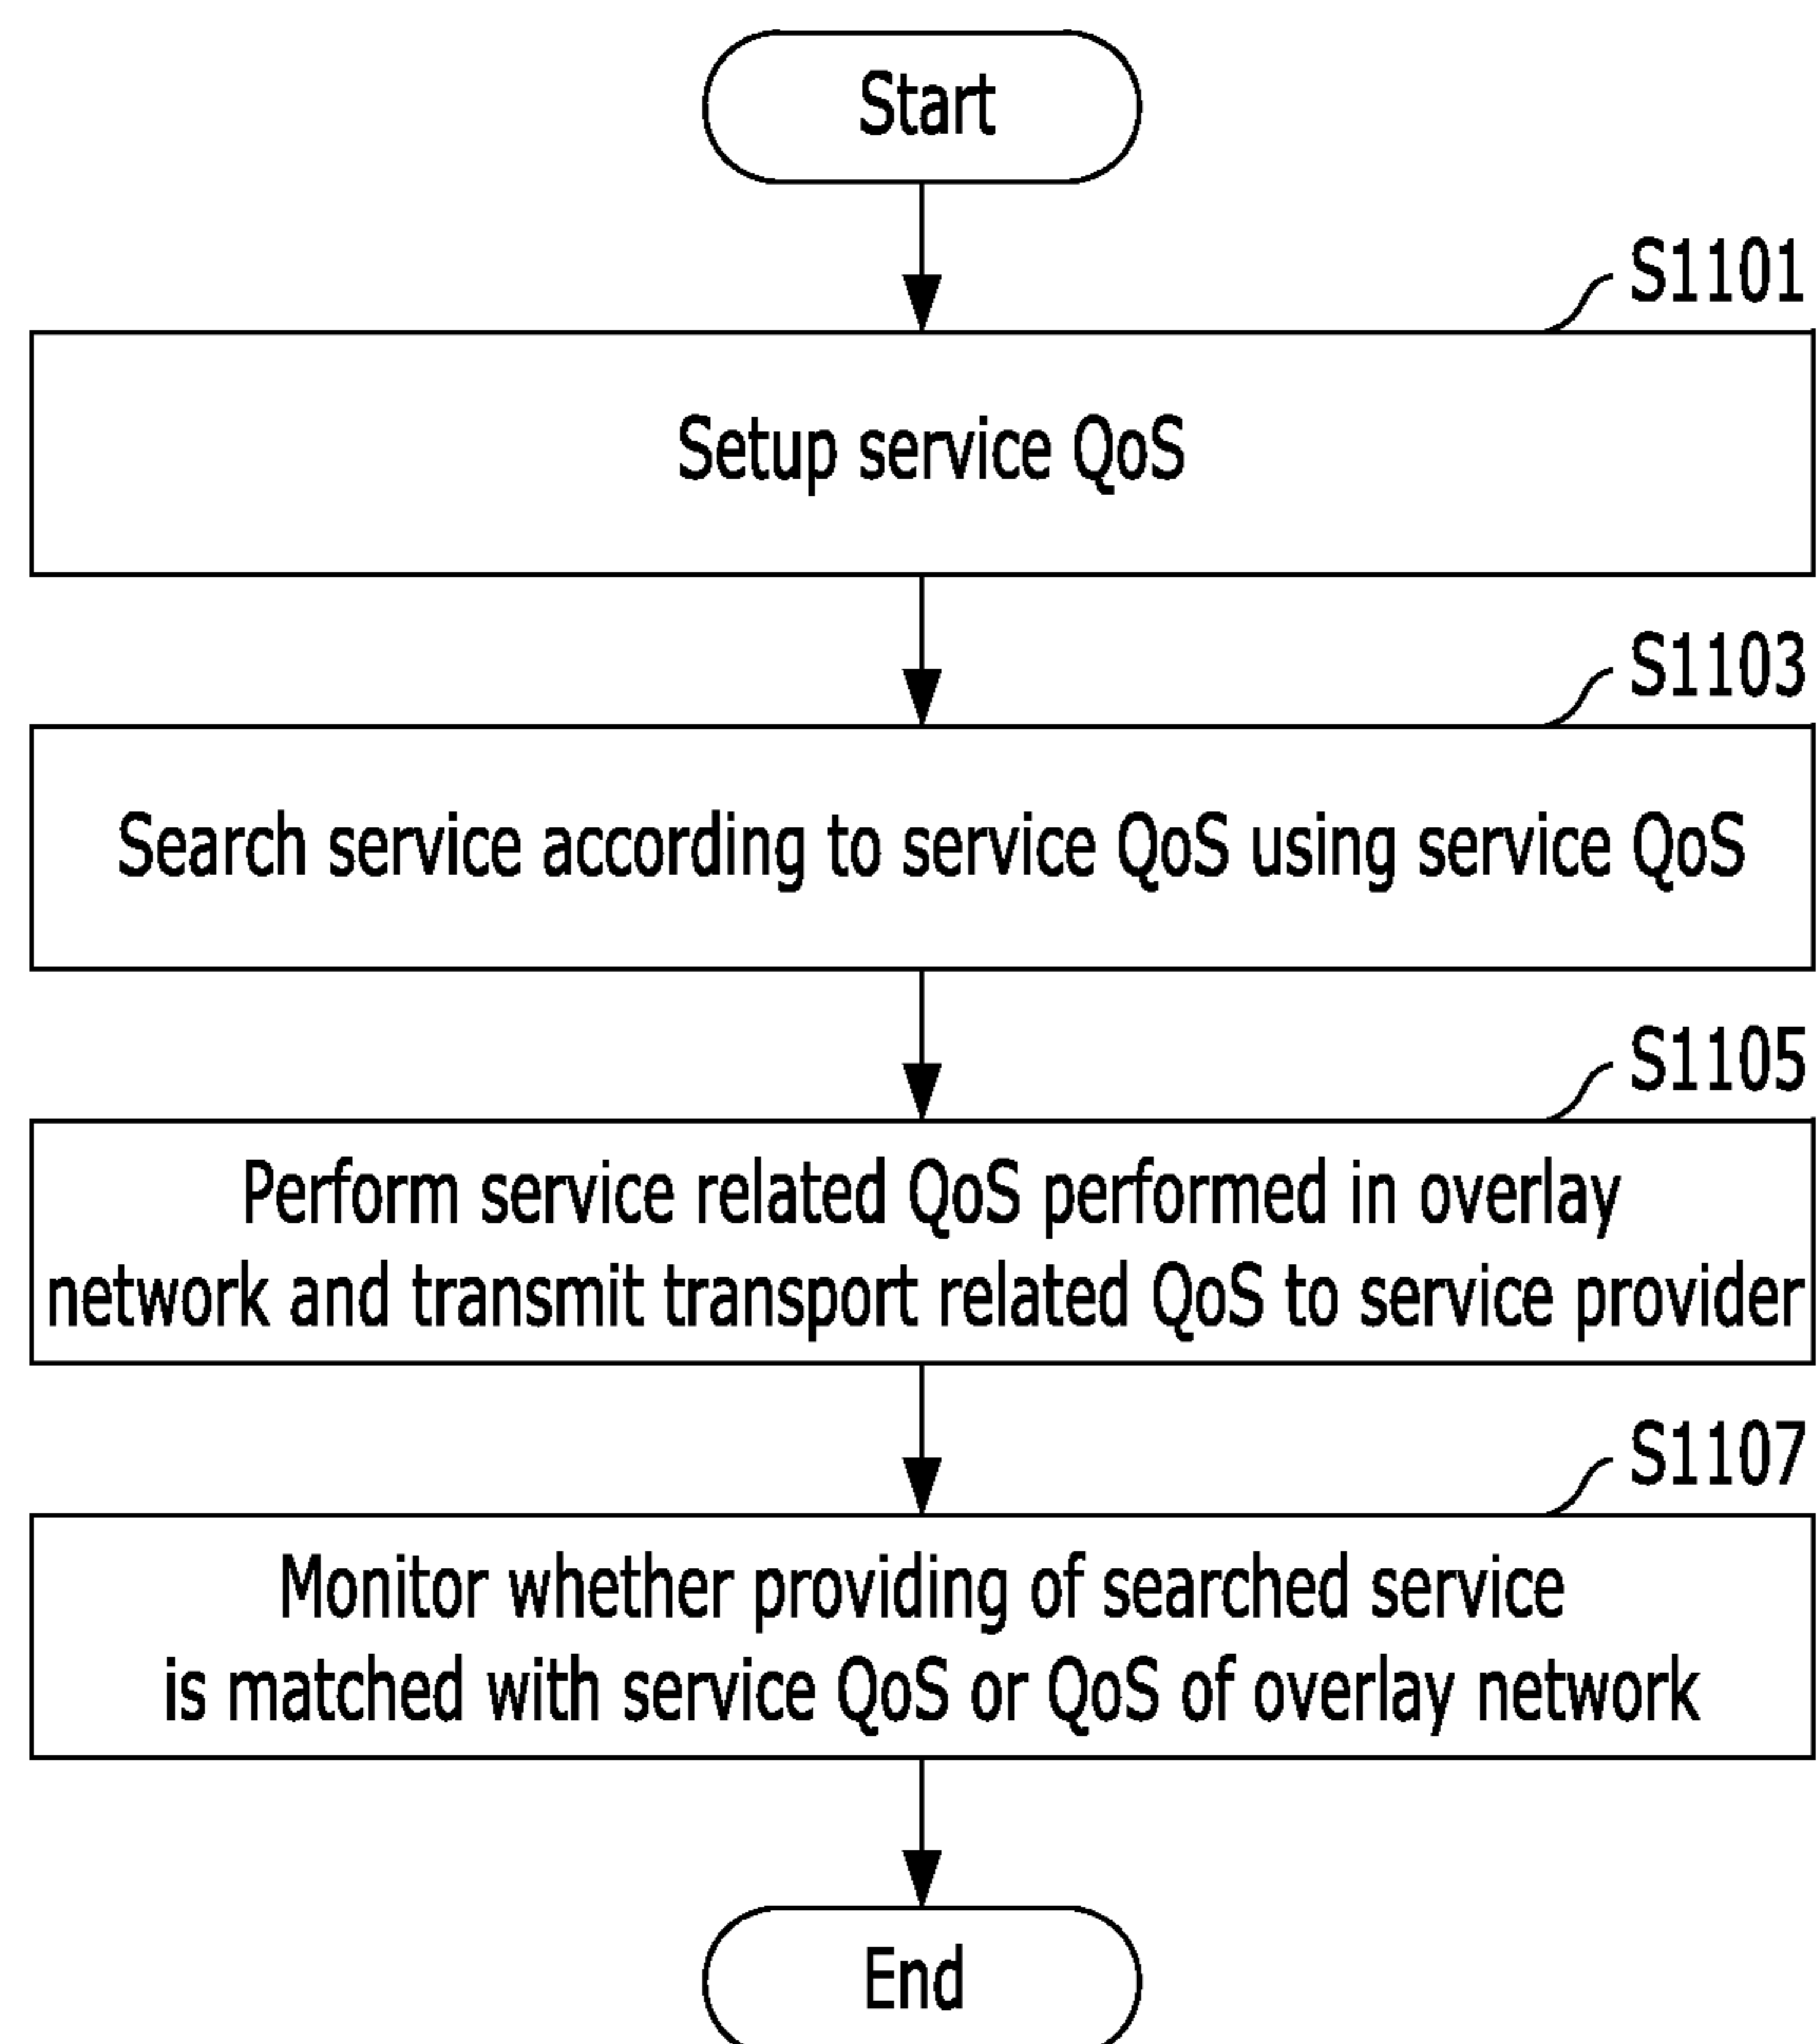 Start
S1101
Setup service QoS
S1103
Search service according to service QoS using service QoS
S1105
Perform service related QoS performed in overlay
network and transmit transport related QoS to service provider
S1107
Monitor whether providing of searched service
is matched with service QoS or QoS of overlay network
End